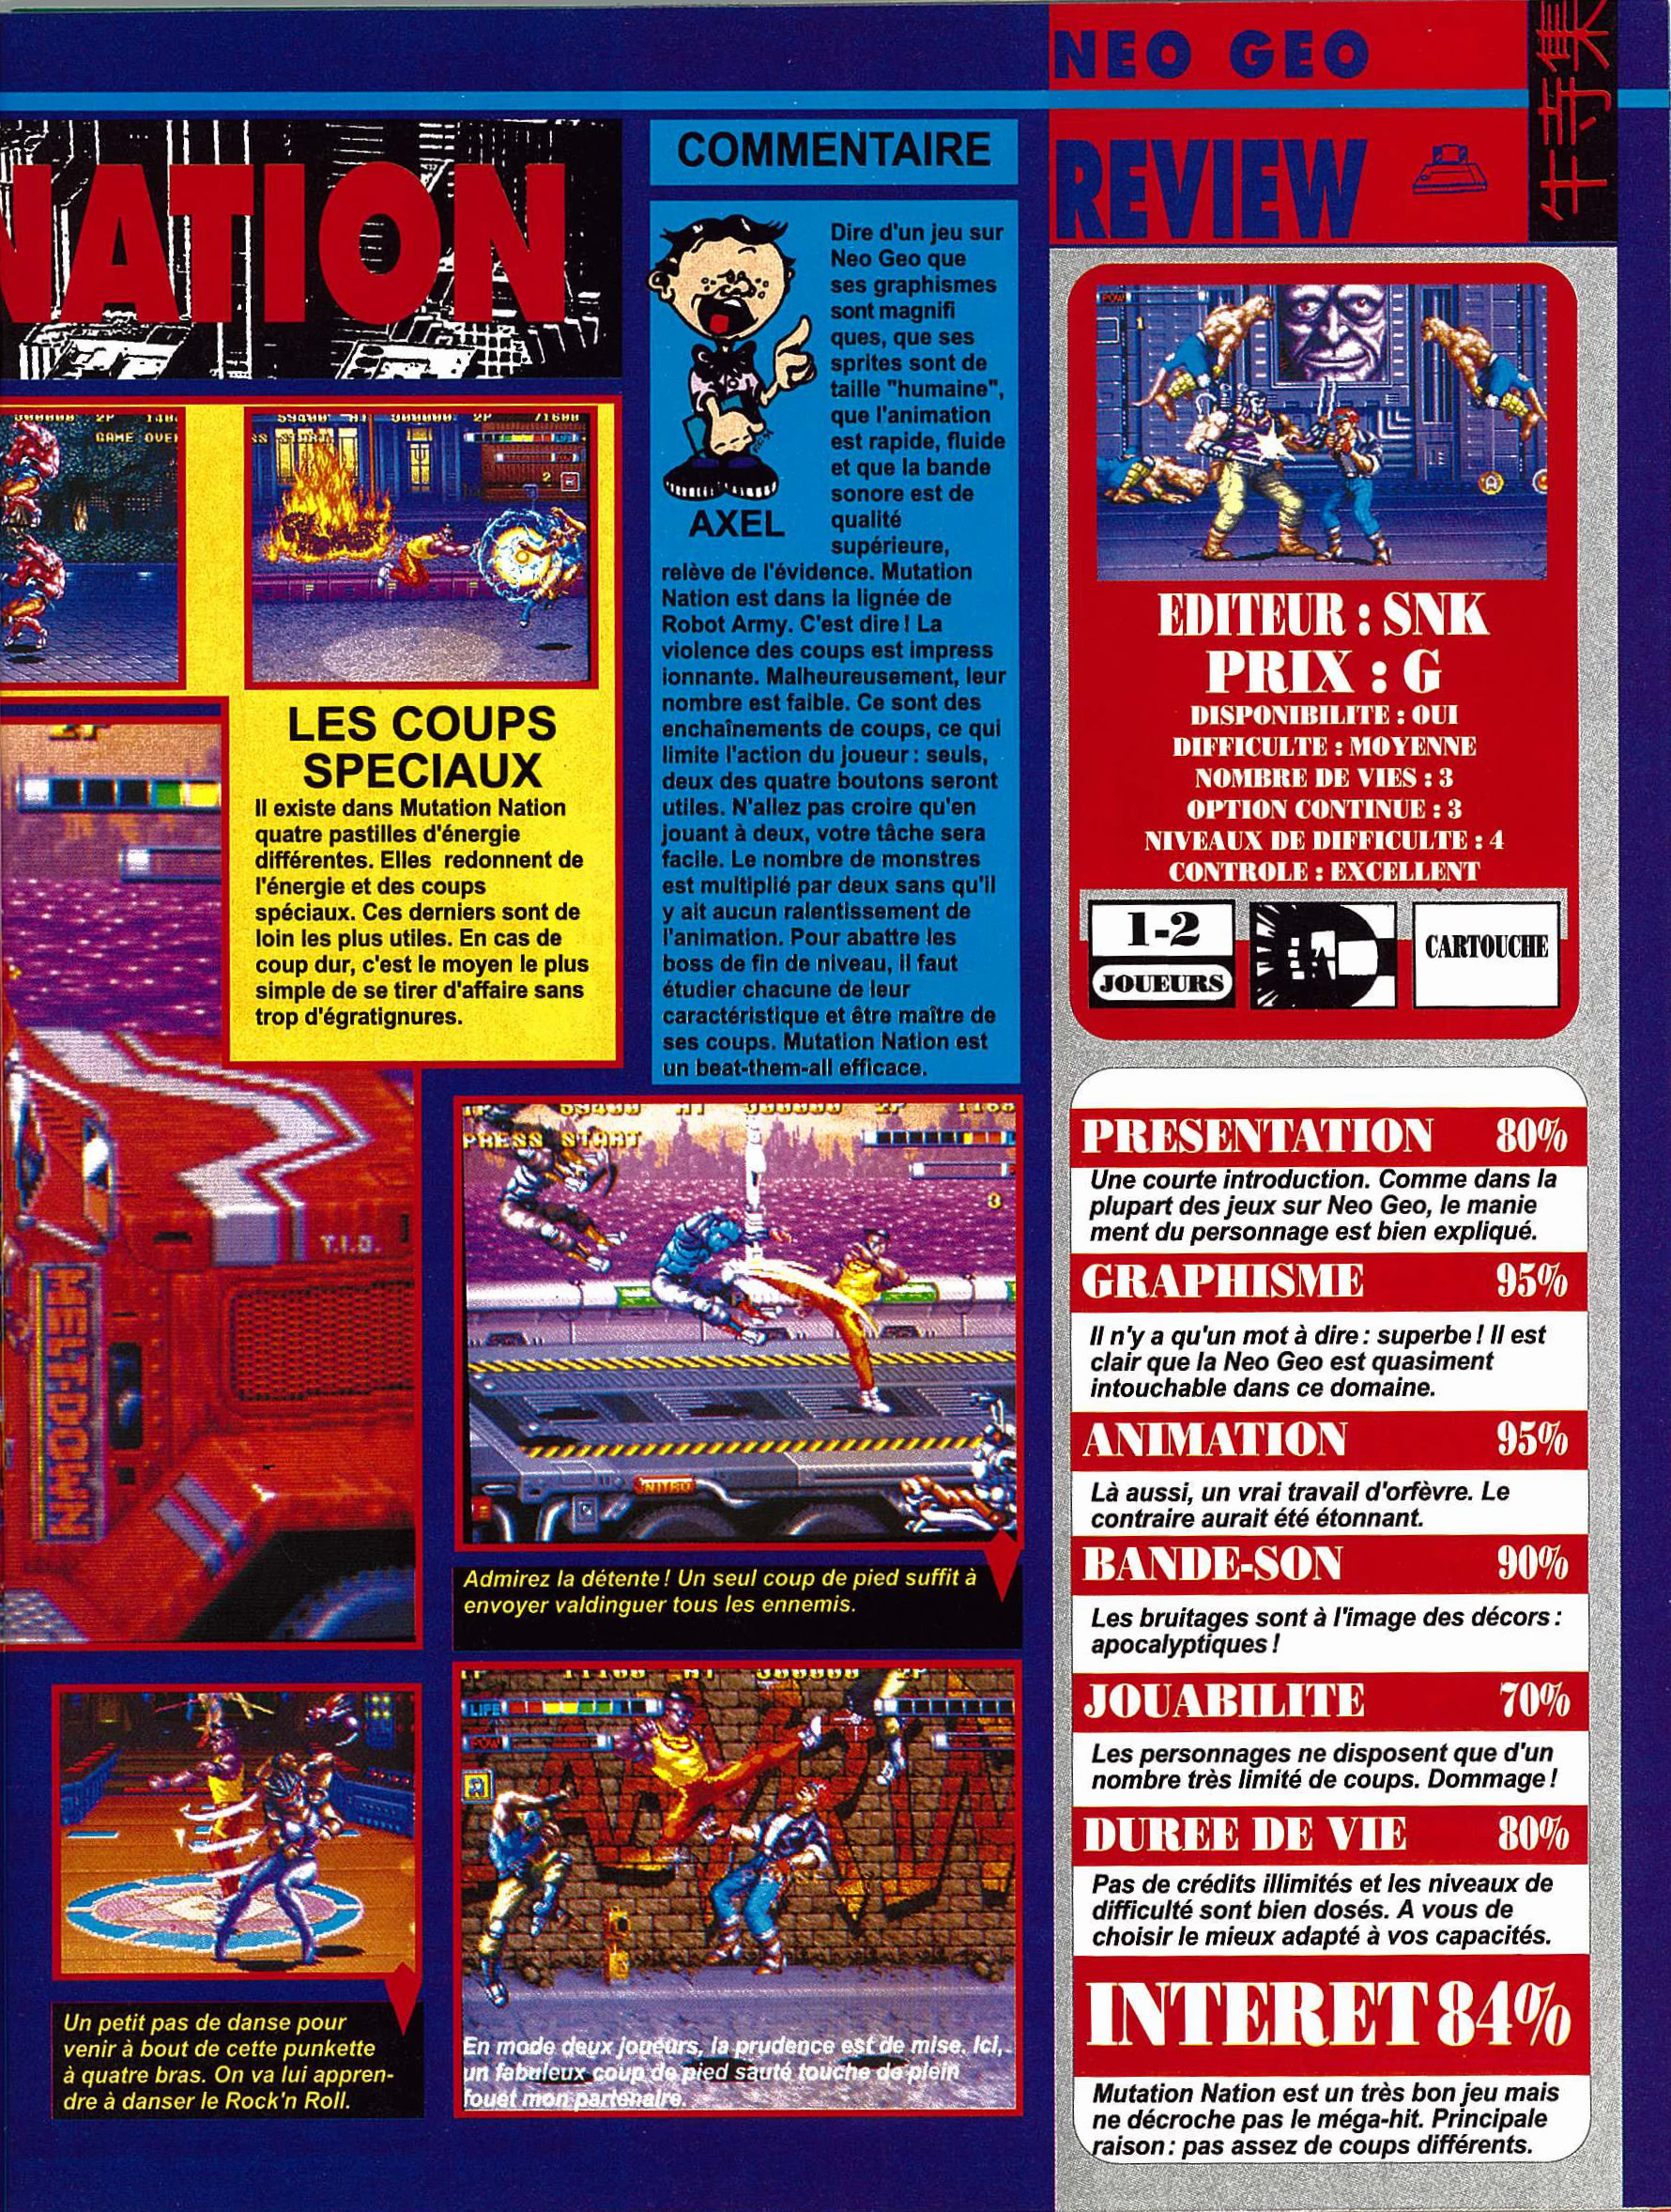 NEO GEO
REVIEW
NATION
COMMENTAIRE
AXEL
Dire d'un jeu sur
Neo Geo que
ses graphismes
sont magnifi
ques, que ses
sprites sont de
taille "humaine",
que l'animation
est rapide, fluide
et que la bande
sonore est de
qualité
supérieure,
relève de l'évidence. Mutation
Nation est dans la lignée de
Robot Army. C'est dire ! La
violence des coups est impress
ionnante. Malheureusement, leur
nombre est faible. Ce sont des
enchaînements de coups, ce qui
limite l'action du joueur : seuls,
deux des quatre boutons seront
utiles. N'allez pas croire qu'en
jouant à deux, votre tâche sera
facile. Le nombre de monstres
est multiplié par deux sans qu'il
y ait aucun ralentissement de
l'animation. Pour abattre les
boss de fin de niveau, il faut
étudier chacune de leur
caractéristique et être maître de
ses coups. Mutation Nation est
un beat-them-all efficace.
GAME OVER
59400 HI 300000 2P 71600
LES COUPS
SPECIAUX
Il existe dans Mutation Nation
quatre pastilles d'énergie
différentes. Elles redonnent de
l'énergie et des coups
spéciaux. Ces derniers sont de
loin les plus utiles. En cas de
coup dur, c'est le moyen le plus
simple de se tirer d'affaire sans
trop d'égratignures.
2P
T.I.G.
MELT-DOWN
PRESS START
3
NITRO
Admirez la détente ! Un seul coup de pied suffit à
envoyer valdinguer tous les ennemis.
Un petit pas de danse pour
venir à bout de cette punkette
à quatre bras. On va lui appren-
dre à danser le Rock'n Roll.
LIFE
POW
En mode deux joueurs, la prudence est de mise. Ici,
un fabuleux coup de pied sauté touche de plein
fouet mon partenaire.
POW
1
EDITEUR : SNK
PRIX : G
DISPONIBILITE : OUI
DIFFICULTE : MOYENNE
NOMBRE DE VIES : 3
OPTION CONTINUE : 3
NIVEAUX DE DIFFICULTE : 4
CONTROLE : EXCELLENT
1-2
JOUEURS
CARTOUCHE
PRESENTATION 80%
Une courte introduction. Comme dans la
plupart des jeux sur Neo Geo, le manie
ment du personnage est bien expliqué.
GRAPHISME 95%
Il n'y a qu'un mot à dire : superbe ! Il est
clair que la Neo Geo est quasiment
intouchable dans ce domaine.
ANIMATION 95%
Là aussi, un vrai travail d'orfèvre. Le
contraire aurait été étonnant.
BANDE-SON 90%
Les bruitages sont à l'image des décors :
apocalyptiques !
JOUABILITE 70%
Les personnages ne disposent que d'un
nombre très limité de coups. Dommage !
DUREE DE VIE 80%
Pas de crédits illimités et les niveaux de
difficulté sont bien dosés. A vous de
choisir le mieux adapté à vos capacités.
INTERET 84%
Mutation Nation est un très bon jeu mais
ne décroche pas le méga-hit. Principale
raison : pas assez de coups différents.